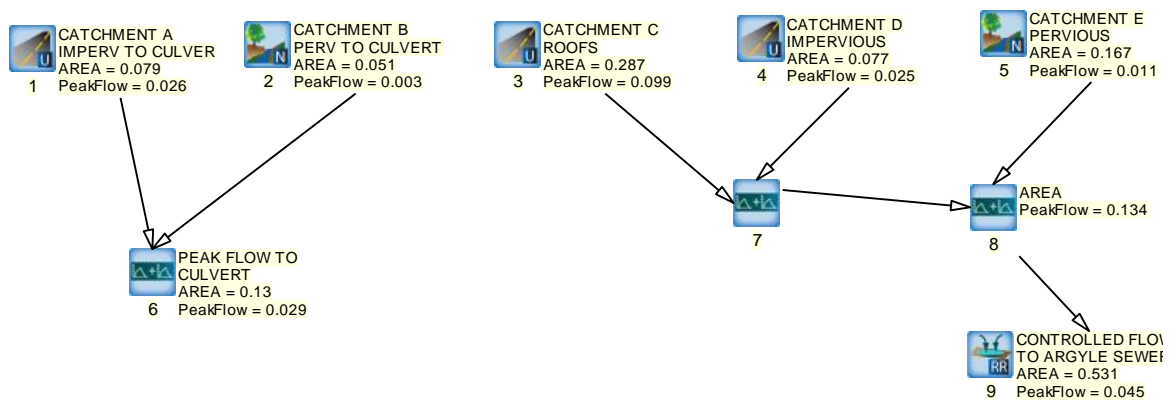 CATCHMENT A
IMPERV TO CULVER
AREA = 0.079
PeakFlow = 0.026
U
1
CATCHMENT B
PERV TO CULVERT
AREA = 0.051
PeakFlow = 0.003
N
2
CATCHMENT C
ROOFS
AREA = 0.287
PeakFlow = 0.099
U
3
CATCHMENT D
IMPERVIOUS
AREA = 0.077
PeakFlow = 0.025
U
4
CATCHMENT E
PERVIOUS
AREA = 0.167
PeakFlow = 0.011
N
5
PEAK FLOW TO
CULVERT
AREA = 0.13
PeakFlow = 0.029
6
7
AREA
PeakFlow = 0.134
8
CONTROLLED FLOW
TO ARGYLE SEWER
AREA = 0.531
PeakFlow = 0.045
RR
9